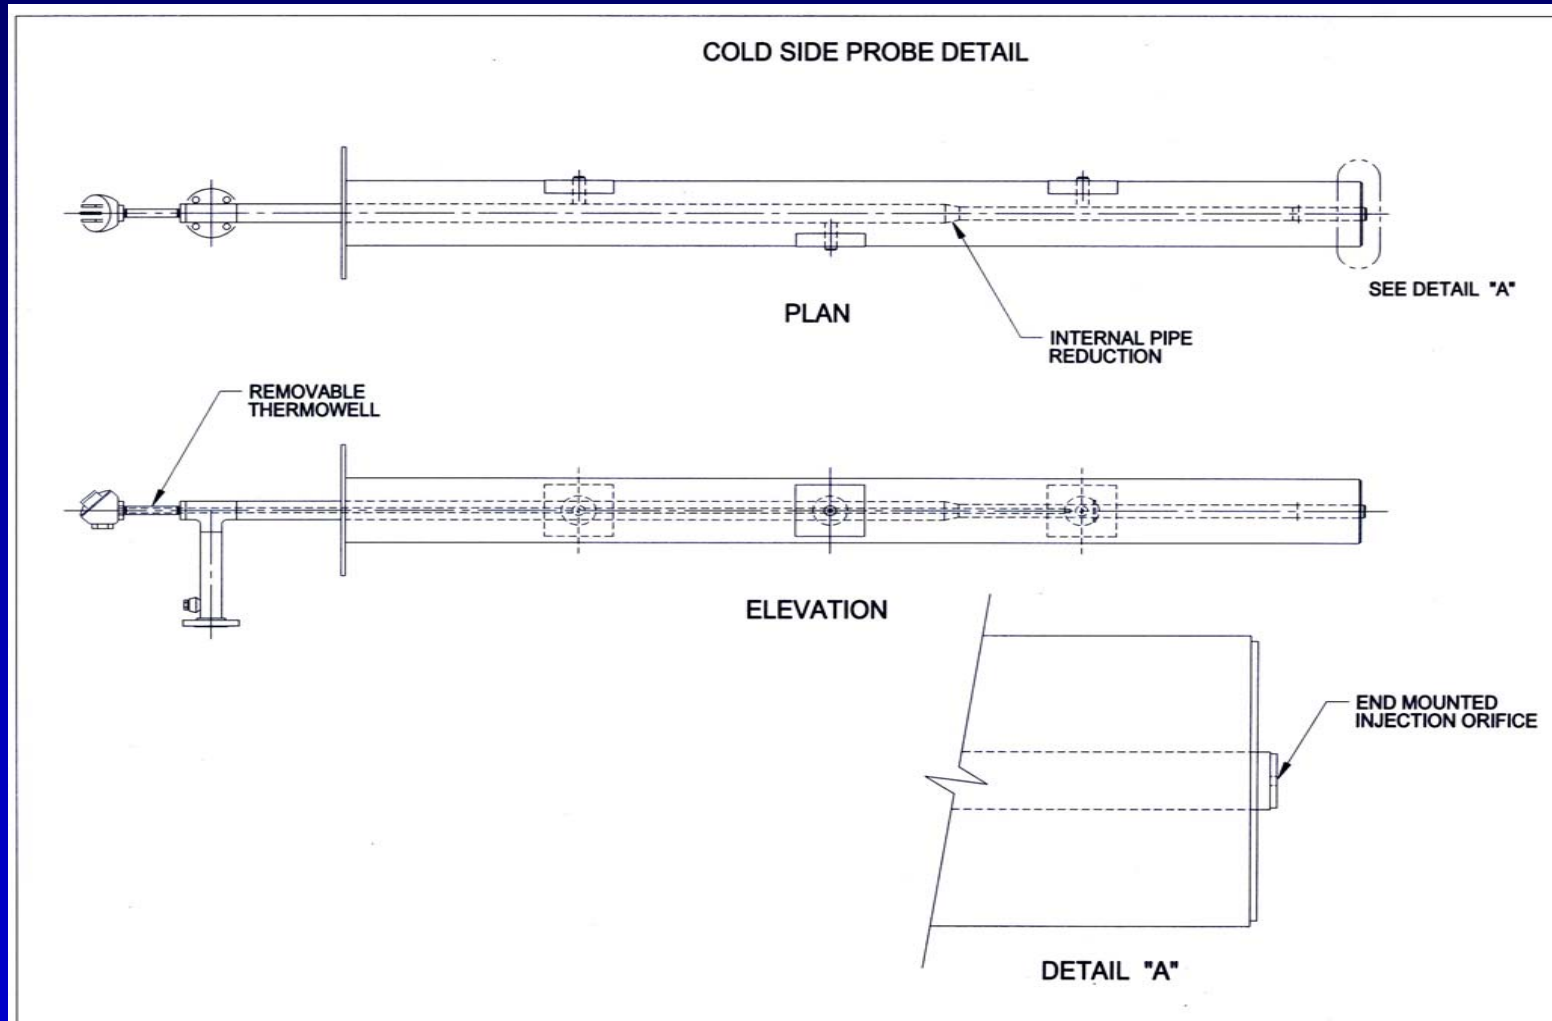 COLD SIDE PROBE DETAIL
SEE DETAIL "A"
PLAN
INTERNAL PIPE
REDUCTION
REMOVABLE
THERMOWELL
ELEVATION
END MOUNTED
INJECTION ORIFICE
DETAIL "A"